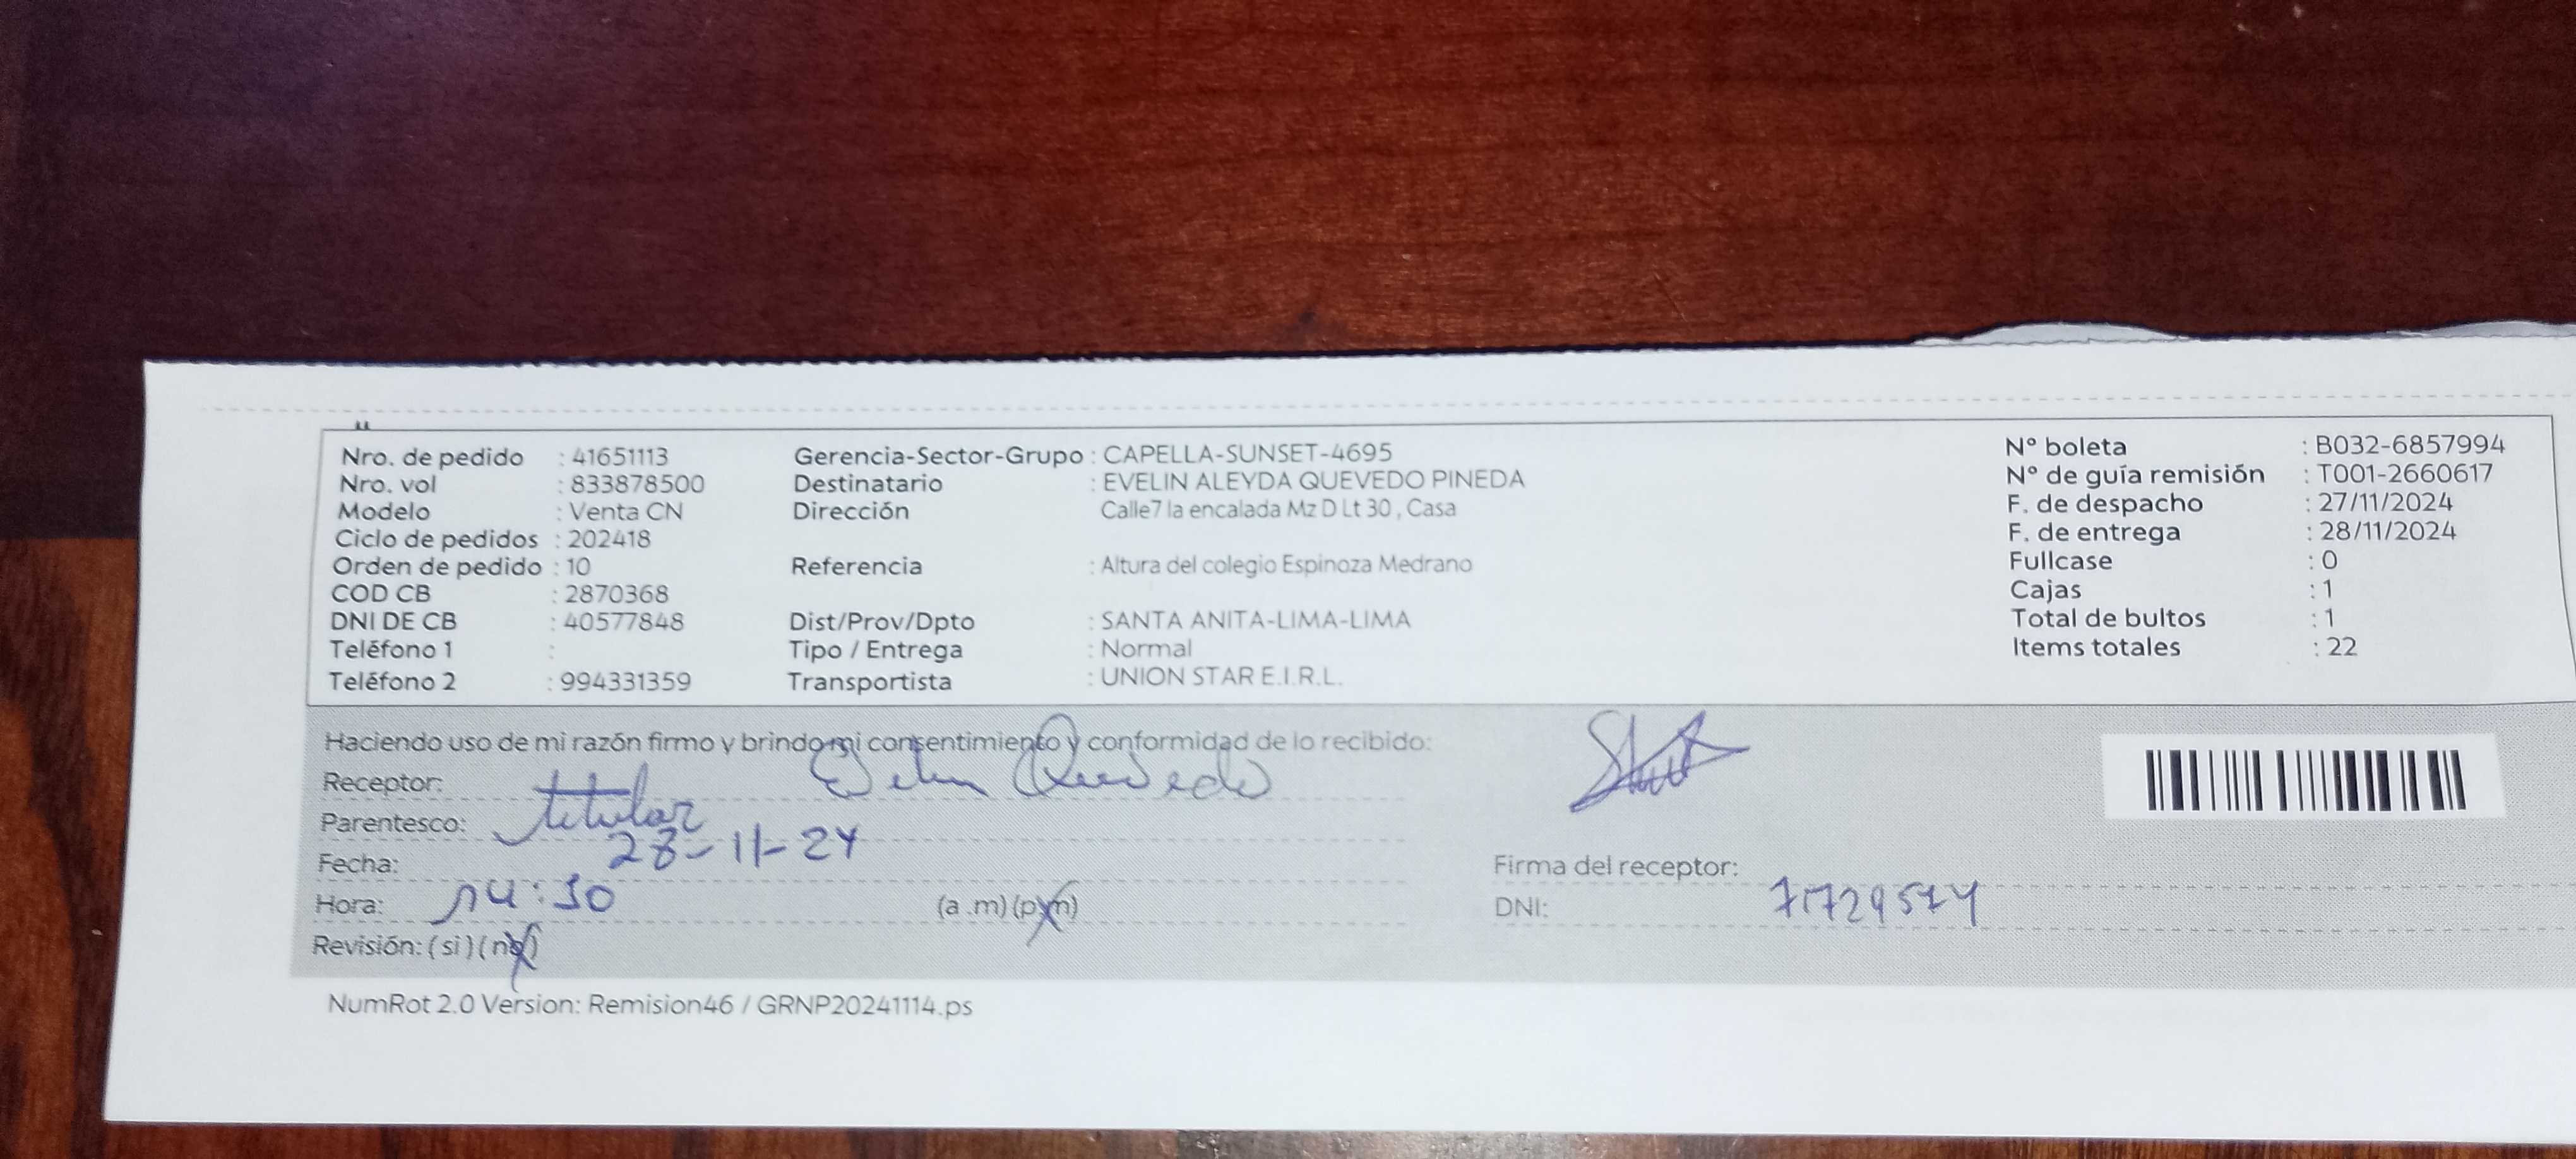 Nro. de pedido : 41651113
Nro. vol : 833878500
Modelo : Venta CN
Ciclo de pedidos : 202418
Orden de pedido : 10
COD CB : 2870368
DNI DE CB : 40577848
Teléfono 1 :
Teléfono 2 : 994331359
Gerencia-Sector-Grupo : CAPELLA-SUNSET-4695
Destinatario : EVELIN ALEYDA QUEVEDO PINEDA
Dirección Calle7 la encalada Mz D Lt 30 , Casa
Referencia : Altura del colegio Espinoza Medrano
Dist/Prov/Dpto : SANTA ANITA-LIMA-LIMA
Tipo / Entrega : Normal
Transportista : UNION STAR E.I.R.L.
N° boleta : B032-6857994
N° de guía remisión : T001-2660617
F. de despacho : 27/11/2024
F. de entrega : 28/11/2024
Fullcase : 0
Cajas : 1
Total de bultos : 1
Items totales : 22
Haciendo uso de mi razón firmo y brindo mi consentimiento y conformidad de lo recibido:
Receptor: Quevedo
Parentesco: titular
Fecha: 28-11-24
Hora: (a .m) (p.m)
Revisión: ( si ) ( no )
Firma del receptor:
DNI:
NumRot 2.0 Version: Remision46 / GRNP20241114.ps